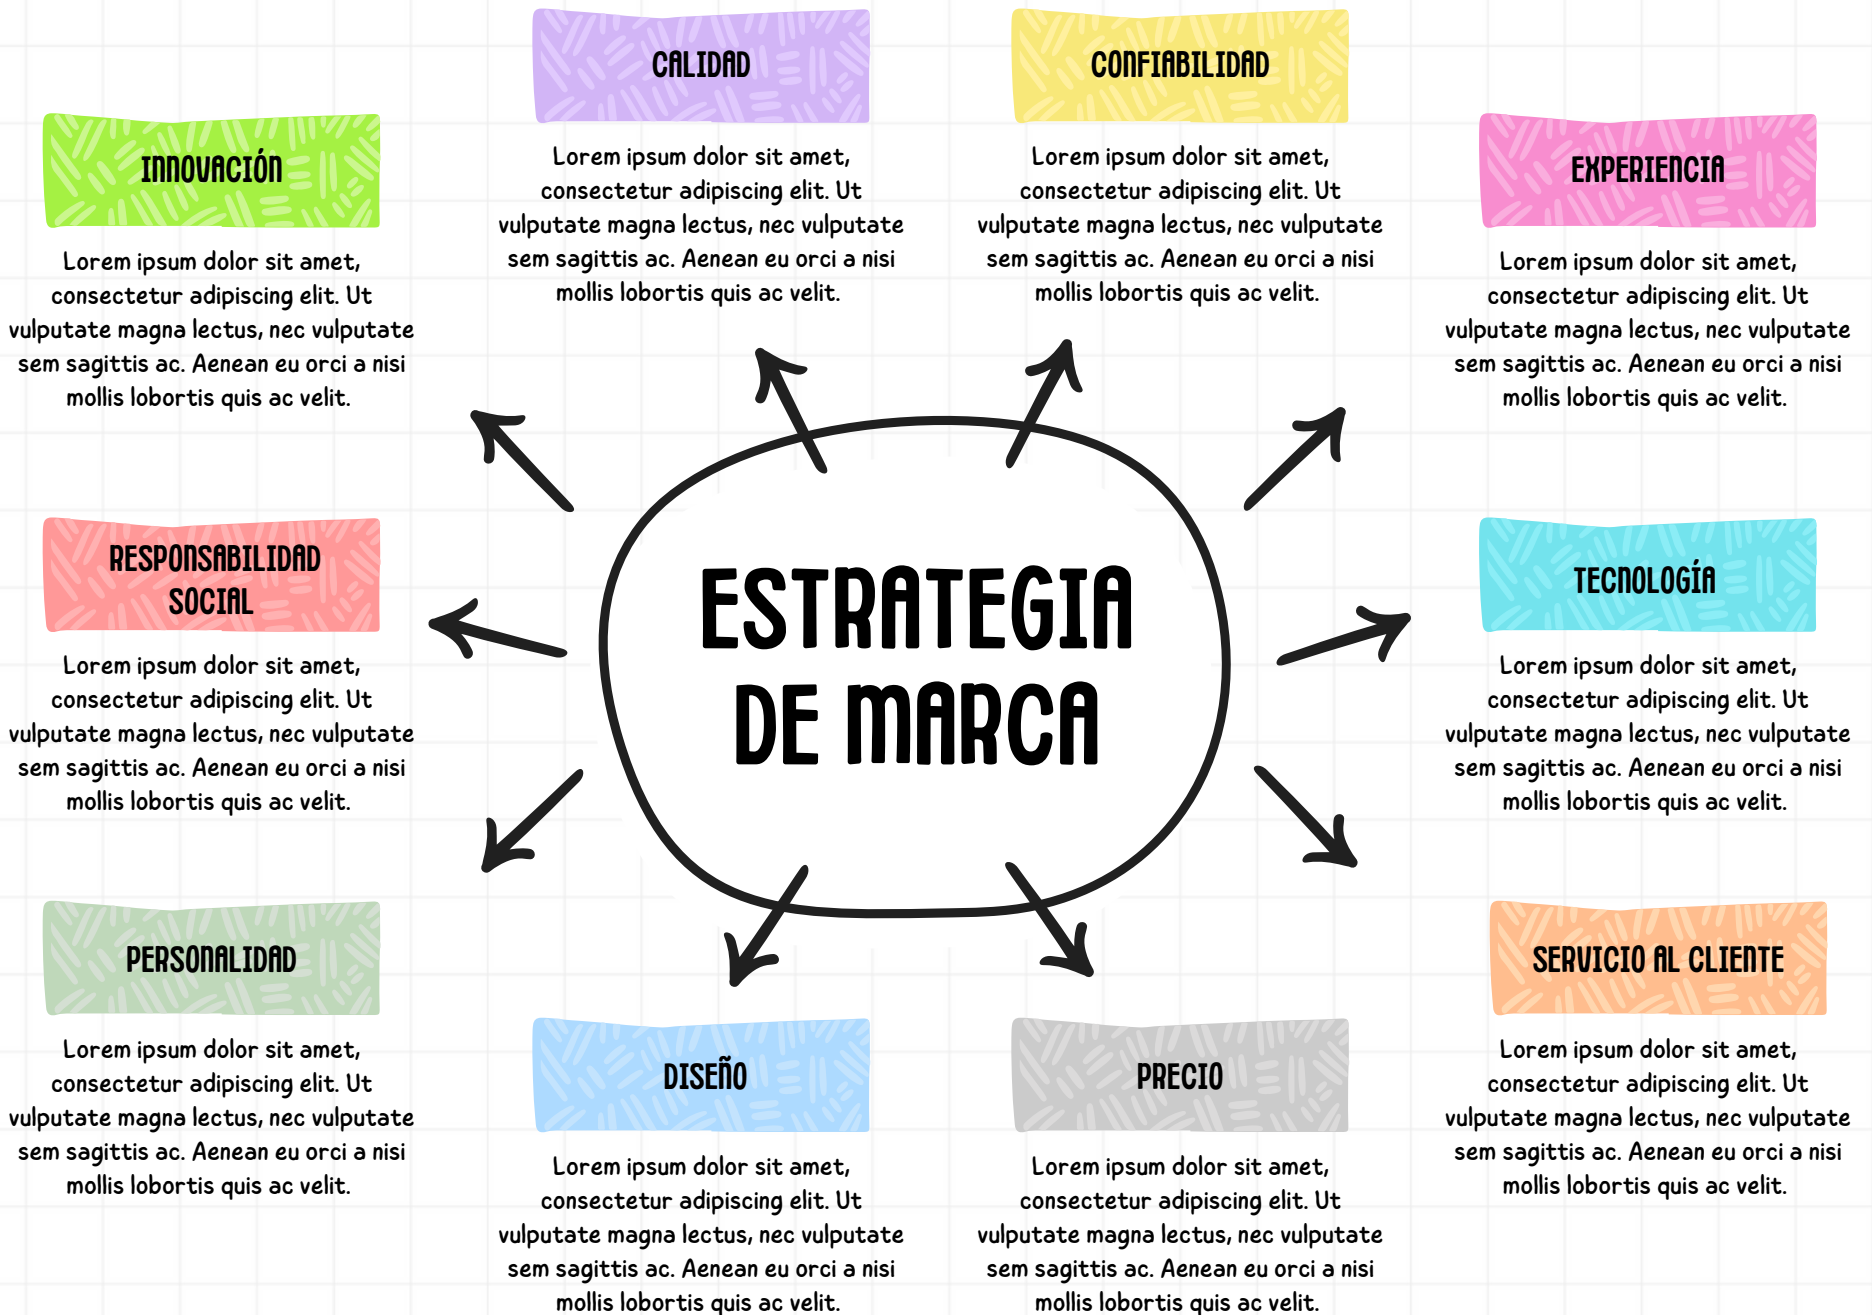 CALIDAD
Lorem ipsum dolor sit amet,
consectetur adipiscing elit. Ut
vulputate magna lectus, nec vulputate
sem sagittis ac. Aenean eu orci a nisi
mollis lobortis quis ac velit.
CONFIABILIDAD
Lorem ipsum dolor sit amet,
consectetur adipiscing elit. Ut
vulputate magna lectus, nec vulputate
sem sagittis ac. Aenean eu orci a nisi
mollis lobortis quis ac velit.
INNOVACIÓN
Lorem ipsum dolor sit amet,
consectetur adipiscing elit. Ut
vulputate magna lectus, nec vulputate
sem sagittis ac. Aenean eu orci a nisi
mollis lobortis quis ac velit.
EXPERIENCIA
Lorem ipsum dolor sit amet,
consectetur adipiscing elit. Ut
vulputate magna lectus, nec vulputate
sem sagittis ac. Aenean eu orci a nisi
mollis lobortis quis ac velit.
RESPONSABILIDAD
SOCIAL
Lorem ipsum dolor sit amet,
consectetur adipiscing elit. Ut
vulputate magna lectus, nec vulputate
sem sagittis ac. Aenean eu orci a nisi
mollis lobortis quis ac velit.
ESTRATEGIA
DE MARCA
TECNOLOGÍA
Lorem ipsum dolor sit amet,
consectetur adipiscing elit. Ut
vulputate magna lectus, nec vulputate
sem sagittis ac. Aenean eu orci a nisi
mollis lobortis quis ac velit.
PERSONALIDAD
Lorem ipsum dolor sit amet,
consectetur adipiscing elit. Ut
vulputate magna lectus, nec vulputate
sem sagittis ac. Aenean eu orci a nisi
mollis lobortis quis ac velit.
SERVICIO AL CLIENTE
Lorem ipsum dolor sit amet,
consectetur adipiscing elit. Ut
vulputate magna lectus, nec vulputate
sem sagittis ac. Aenean eu orci a nisi
mollis lobortis quis ac velit.
DISEÑO
Lorem ipsum dolor sit amet,
consectetur adipiscing elit. Ut
vulputate magna lectus, nec vulputate
sem sagittis ac. Aenean eu orci a nisi
mollis lobortis quis ac velit.
PRECIO
Lorem ipsum dolor sit amet,
consectetur adipiscing elit. Ut
vulputate magna lectus, nec vulputate
sem sagittis ac. Aenean eu orci a nisi
mollis lobortis quis ac velit.